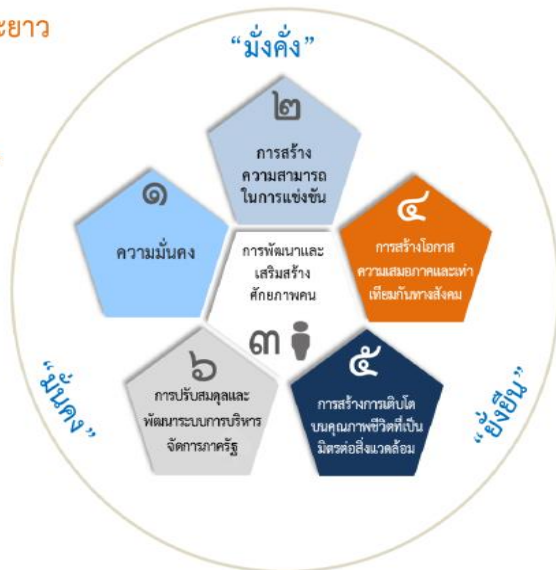 ะยาว
“มั่งคั่ง”
๒
การสร้าง
ความสามารถ
ในการแข่งขัน
๑
ความมั่นคง
๔
การสร้างโอกาส
ความเสมอภาคและเท่า
เทียมกันทางสังคม
การพัฒนาและ
เสริมสร้าง
ศักยภาพคน
๓
๖
การปรับสมดุลและ
พัฒนาระบบการบริหาร
จัดการภาครัฐ
๕
การสร้างการเติบโต
บนคุณภาพชีวิตที่เป็น
มิตรต่อสิ่งแวดล้อม
“มั่นคง”
“ยั่งยืน”